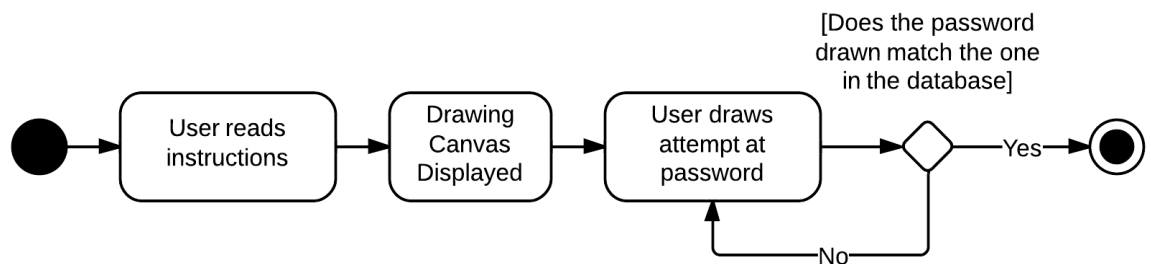 [Does the password
drawn match the one
in the database]
User reads
instructions
Drawing
Canvas
Displayed
User draws
attempt at
password
Yes
No